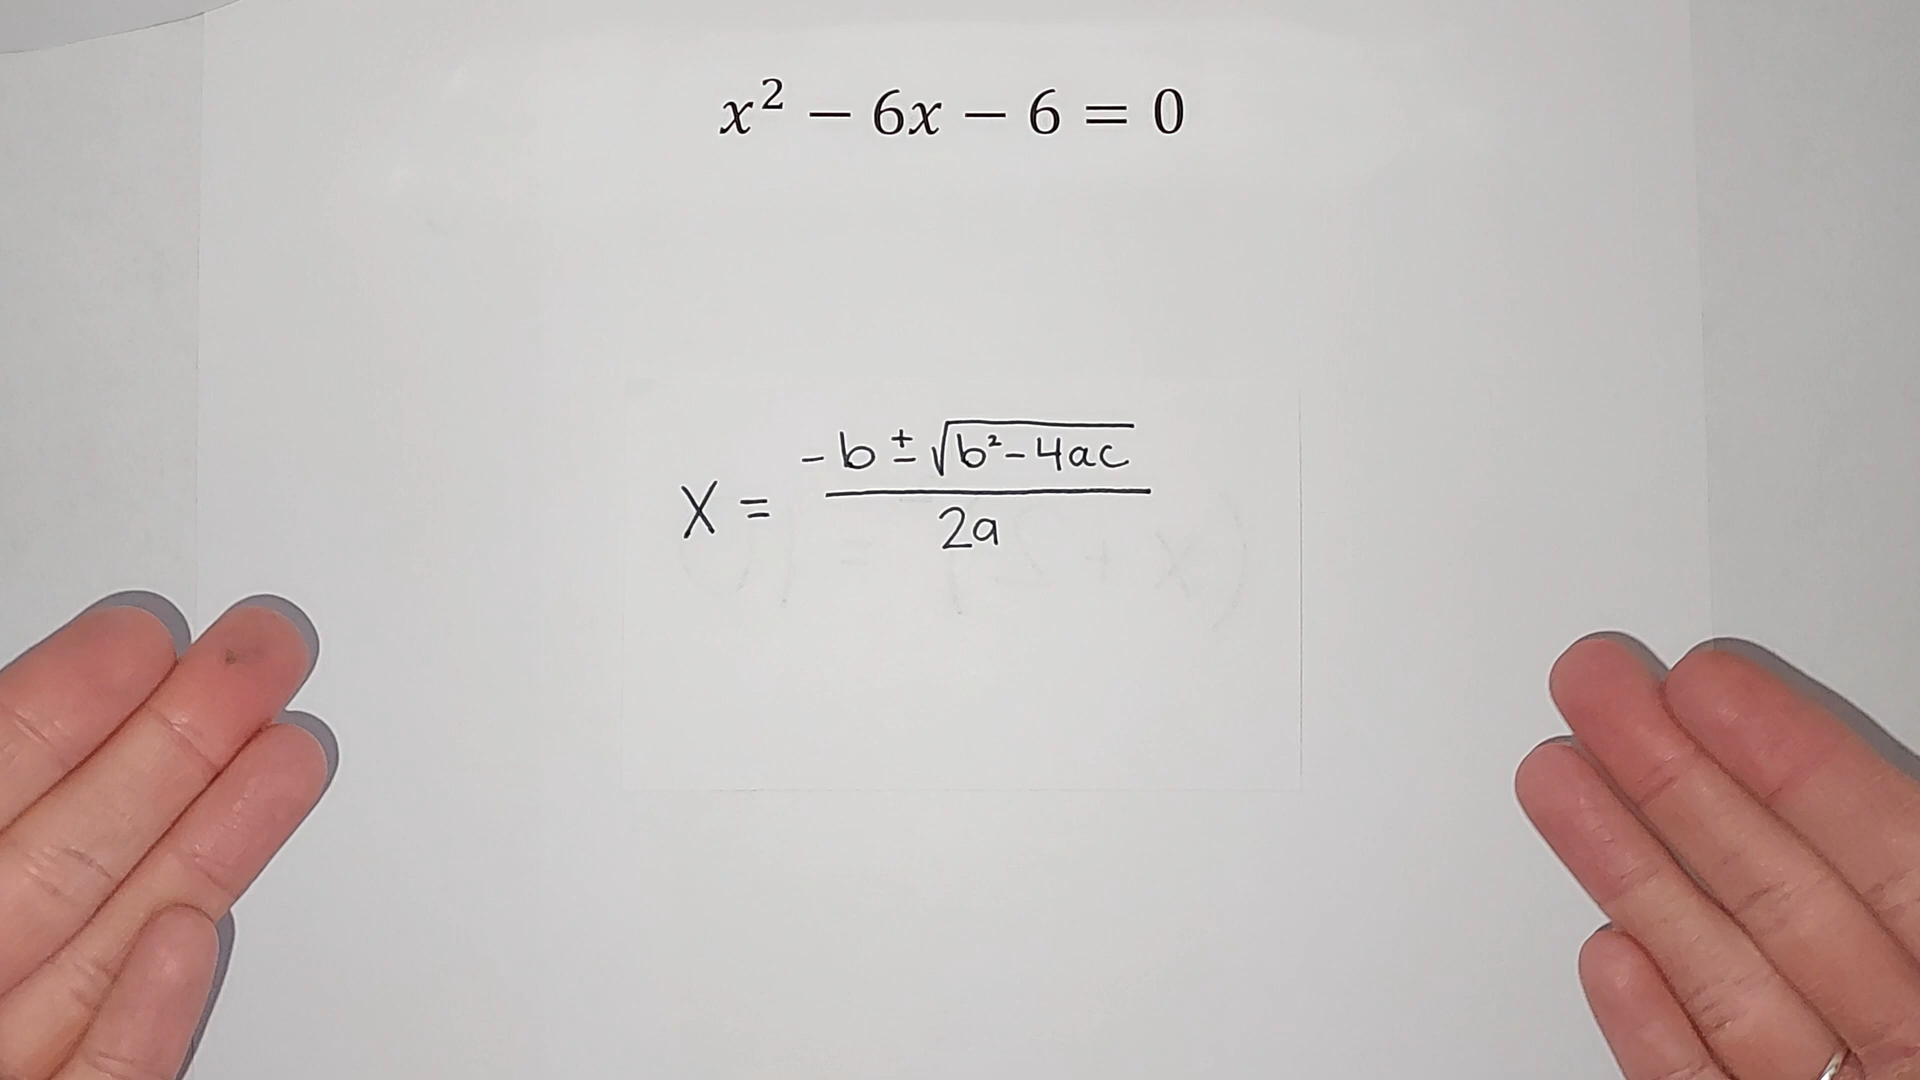 x² − 6x − 6 = 0
X = -b ± √b²-4ac
2a